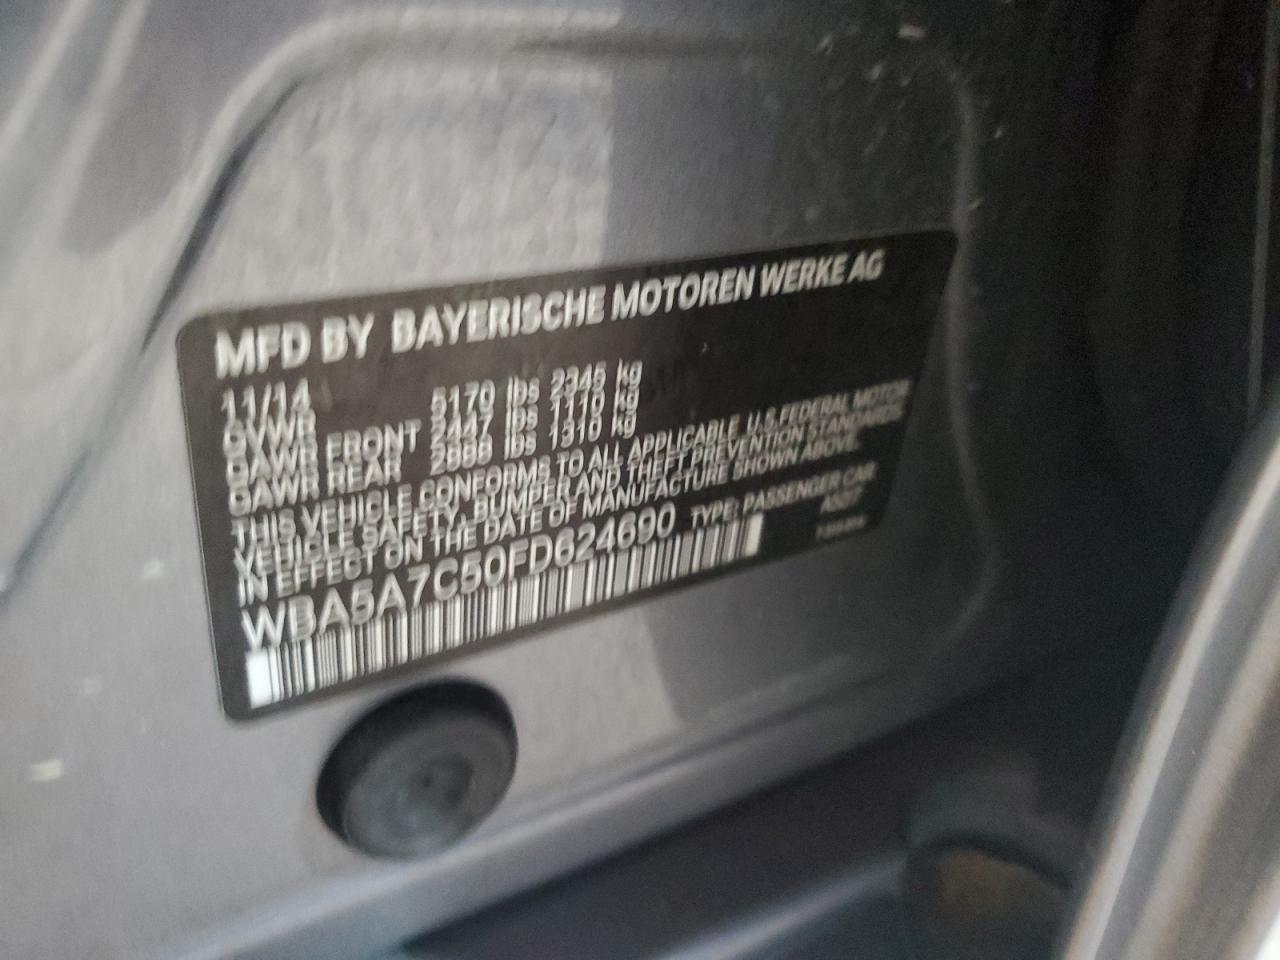 MFD BY BAYERISCHE MOTOREN WERKE AG
11/14
GVWR 5170 lbs 2345 kg
GAWR FRONT 2447 lbs 1110 kg
GAWR REAR 2888 lbs 1310 kg
THIS VEHICLE CONFORMS TO ALL APPLICABLE U.S. FEDERAL MOTOR
VEHICLE SAFETY, BUMPER AND THEFT PREVENTION STANDARDS
IN EFFECT ON THE DATE OF MANUFACTURE SHOWN ABOVE.
WBA5A7C50FD624690 TYPE: PASSENGER CAR